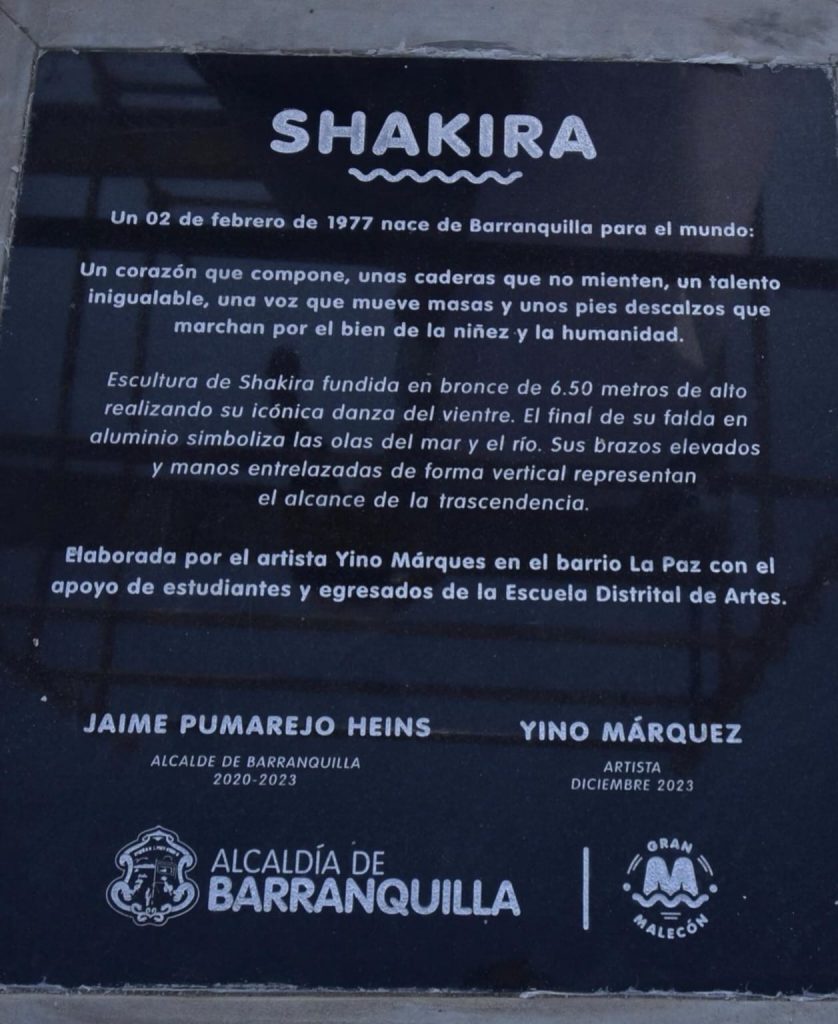 SHAKIRA
Un 02 de febrero de 1977 nace de Barranquilla para el mundo:
Un corazón que compone, unas caderas que no mienten, un talento
inigualable, una voz que mueve masas y unos pies descalzos que
marchan por el bien de la niñez y la humanidad.
Escultura de Shakira fundida en bronce de 6.50 metros de alto
realizando su icónica danza del vientre. El final de su falda en
aluminio simboliza las olas del mar y el río. Sus brazos elevados
y manos entrelazadas de forma vertical representan
el alcance de la trascendencia.
Elaborada por el artista Yino Márques en el barrio La Paz con el
apoyo de estudiantes y egresados de la Escuela Distrital de Artes.
JAIME PUMAREJO HEINS
ALCALDE DE BARRANQUILLA
2020-2023
YINO MÁRQUEZ
ARTISTA
DICIEMBRE 2023
ALCALDÍA DE
BARRANQUILLA
GRAN
M
MALECÓN